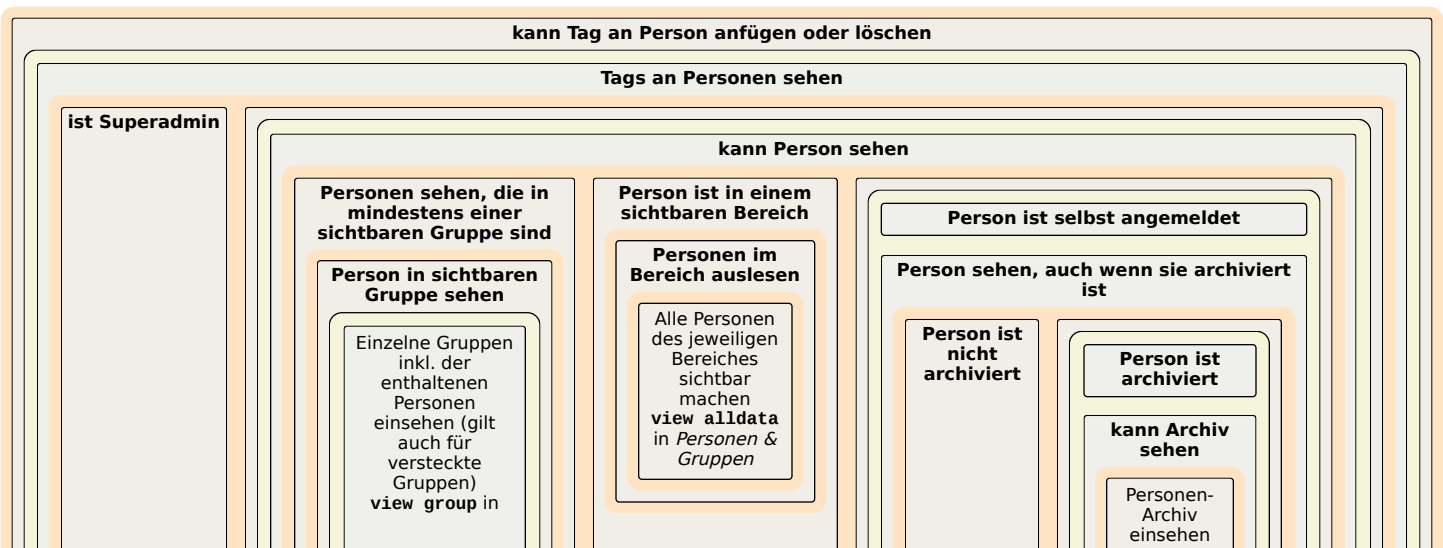 kann Tag an Person anfügen oder löschen
Tags an Personen sehen
ist Superadmin
kann Person sehen
Personen sehen, die in
mindestens einer
sichtbaren Gruppe sind
Person in sichtbaren
Gruppe sehen
Einzelne Gruppen
inkl. der
enthaltenen
Personen
einsehen (gilt
auch für
versteckte
Gruppen)
view group in
Person ist in einem
sichtbaren Bereich
Personen im
Bereich auslesen
Alle Personen
des jeweiligen
Bereiches
sichtbar
machen
view alldata
in Personen &
Gruppen
Person ist selbst angemeldet
Person sehen, auch wenn sie archiviert
ist
Person ist
nicht
archiviert
Person ist
archiviert
kann Archiv
sehen
Personen-
Archiv
einsehen